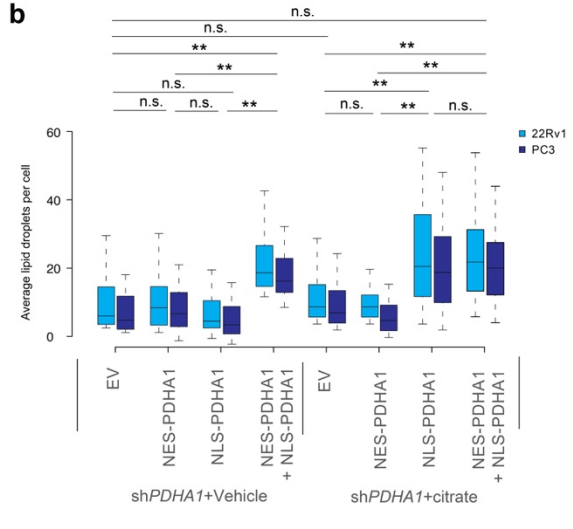 b
n.s.
n.s.
** **
** **
n.s. **
n.s. n.s. ** n.s. ** n.s.
22Rv1
PC3
Average lipid droplets per cell
60
40
20
0
EV
NES-PDHA1
NLS-PDHA1
NES-PDHA1
+ NLS-PDHA1
EV
NES-PDHA1
NLS-PDHA1
NES-PDHA1
+ NLS-PDHA1
shPDHA1+Vehicle
shPDHA1+citrate